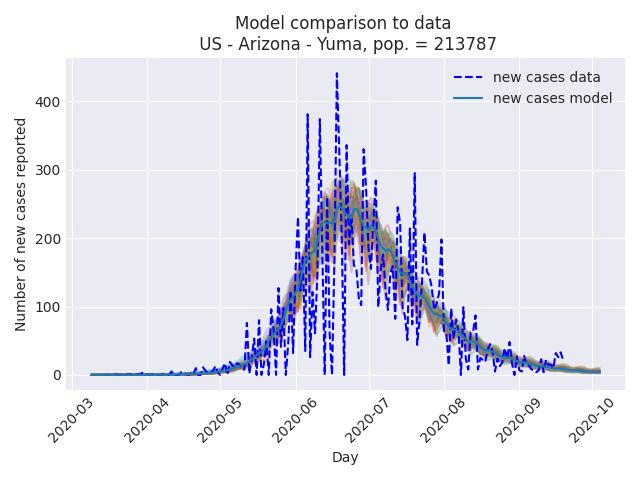 Model comparison to data
US - Arizona - Yuma, pop. = 213787
new cases data
new cases model
Number of new cases reported
400
300
200
100
0
2020-03
2020-04
2020-05
2020-06
2020-07
2020-08
2020-09
2020-10
Day